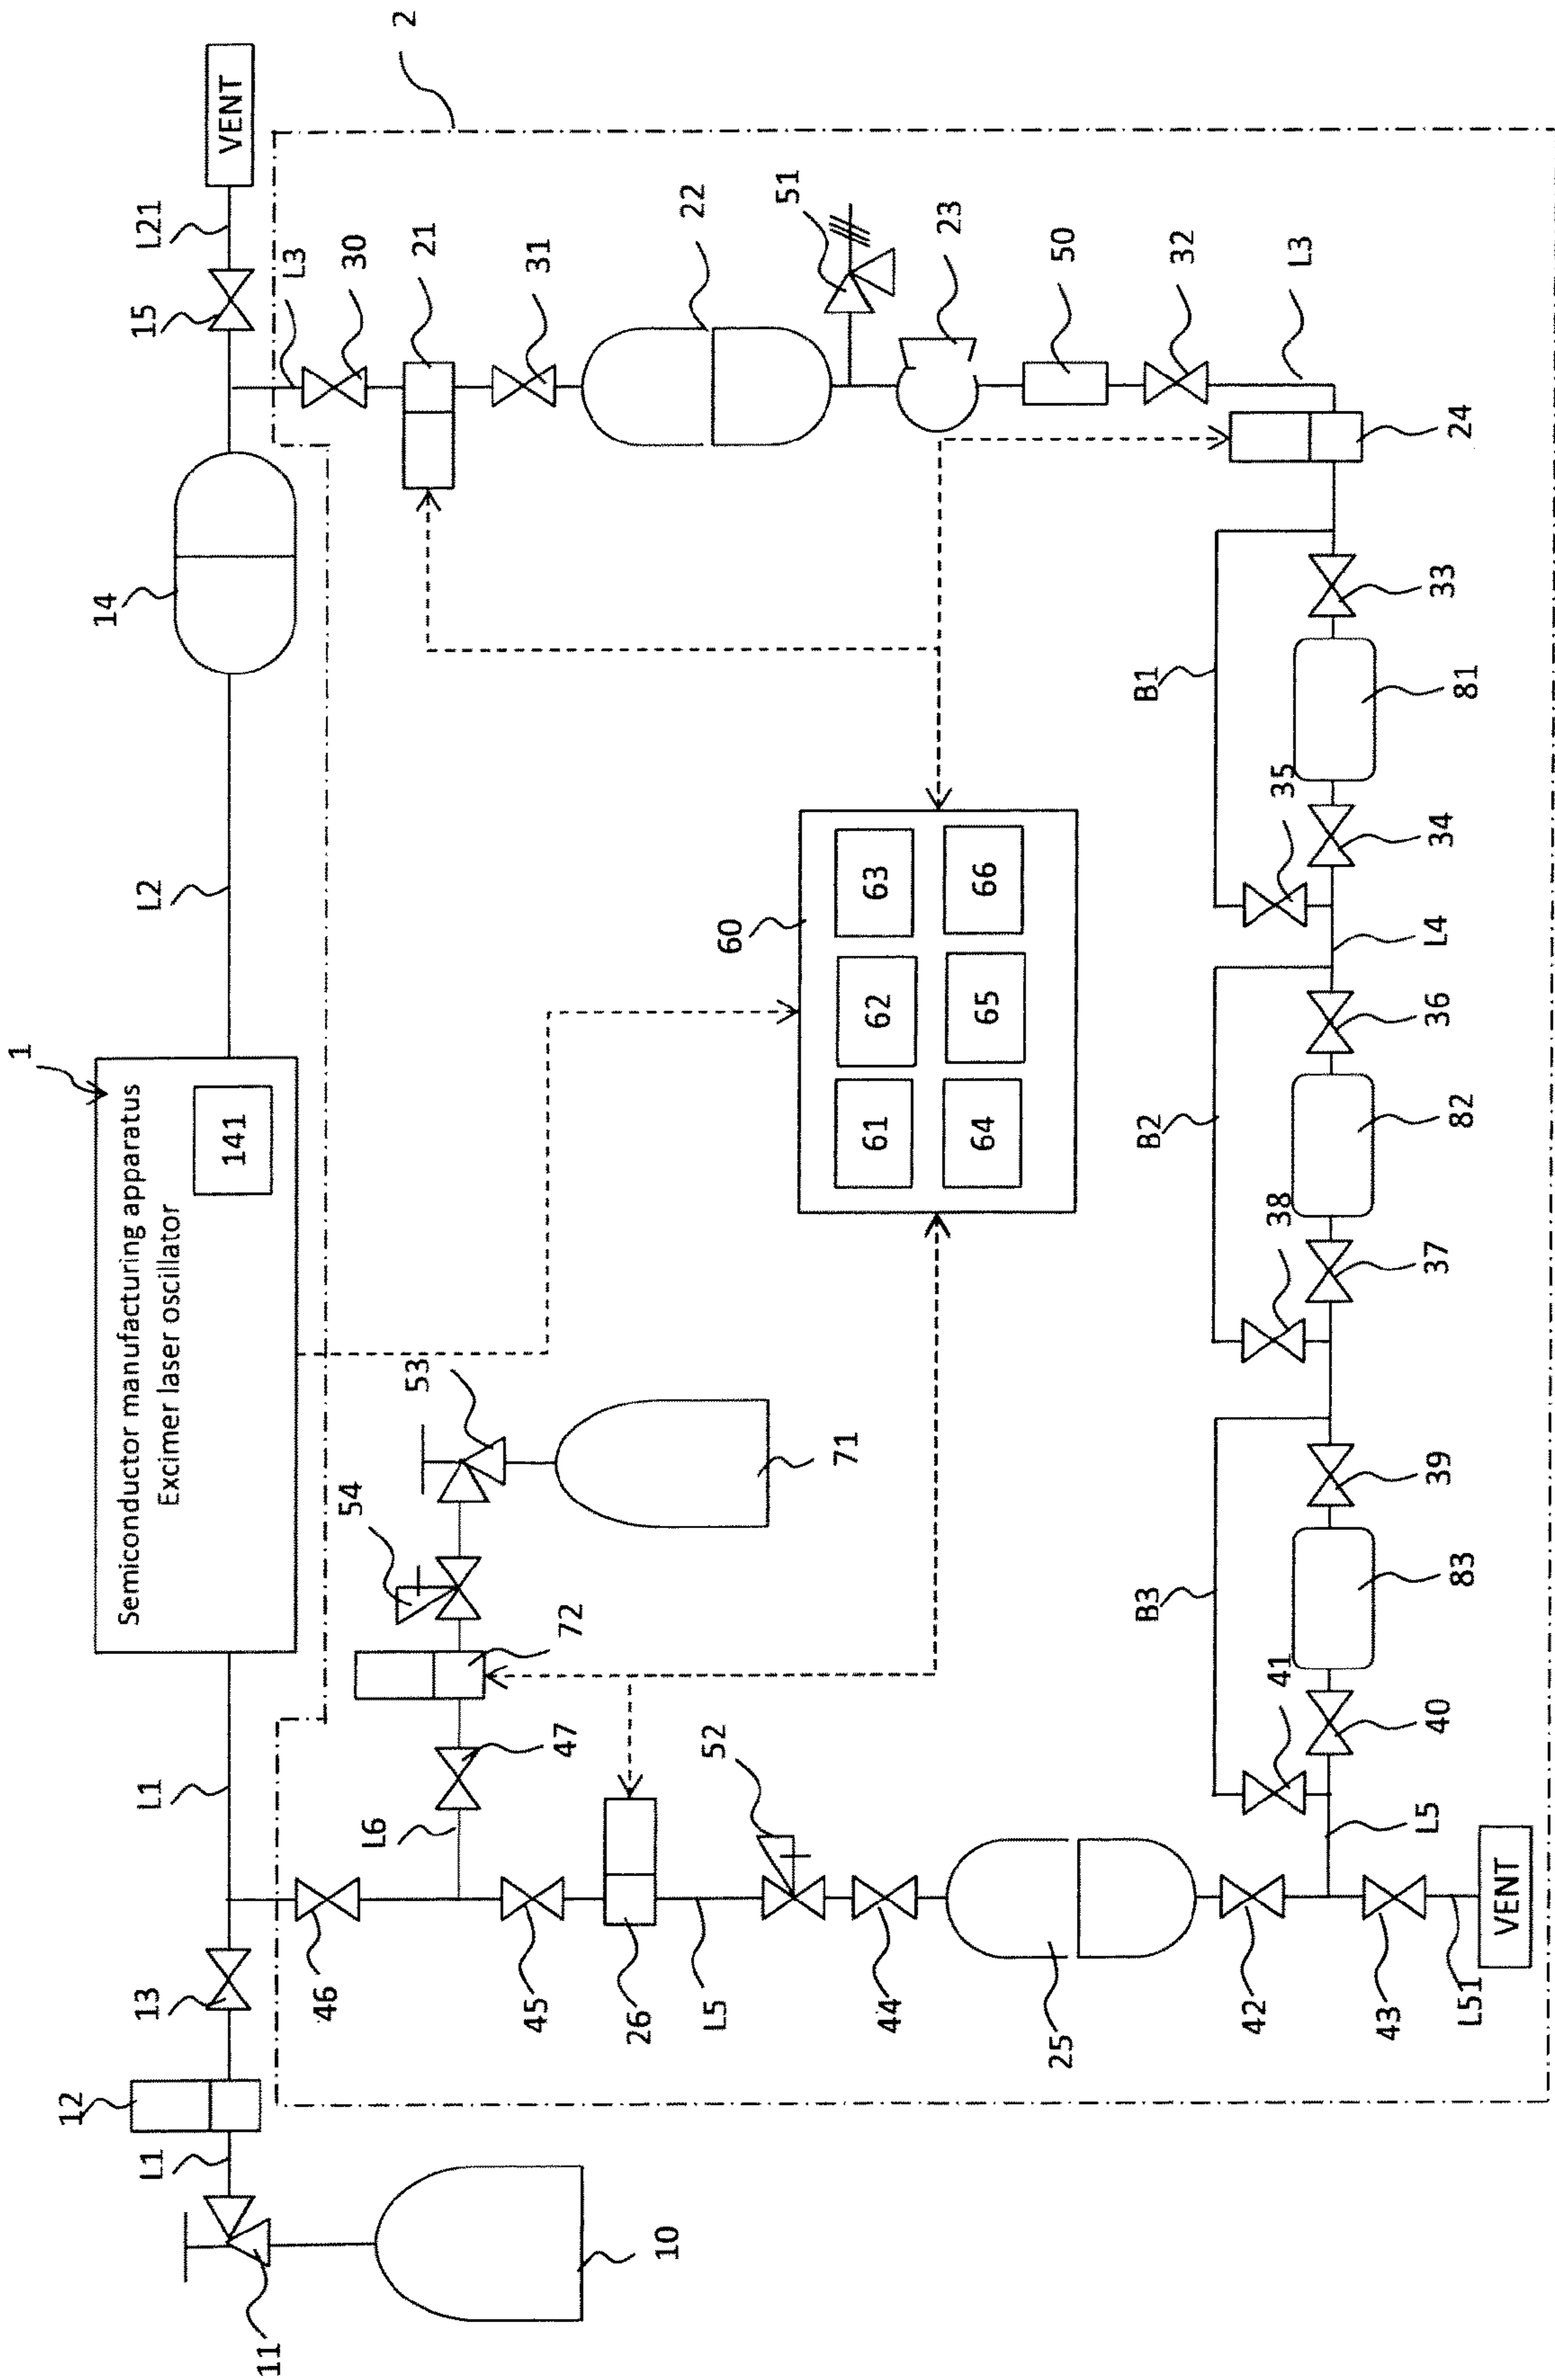 1
Semiconductor manufacturing apparatus
Excimer laser oscillator
141
2
VENT
L21
15
L3
30
21
31
22
51
23
50
32
L3
24
14
L2
L1
13
12
L1
11
10
46
L6
47
72
54
53
71
45
26
L5
52
44
25
42
43
L51
VENT
L5
60
61
62
63
64
65
66
B1
33
81
35
34
L4
B2
36
82
38
37
B3
39
83
41
40